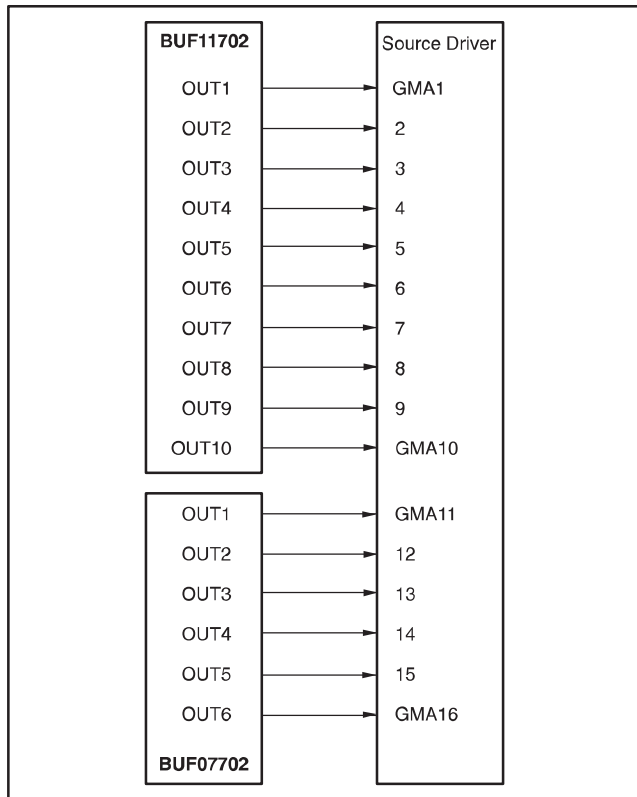 BUF11702 Source Driver
OUT1 GMA1
OUT2 2
OUT3 3
OUT4 4
OUT5 5
OUT6 6
OUT7 7
OUT8 8
OUT9 9
OUT10 GMA10
OUT1 GMA11
OUT2 12
OUT3 13
OUT4 14
OUT5 15
OUT6 GMA16
BUF07702